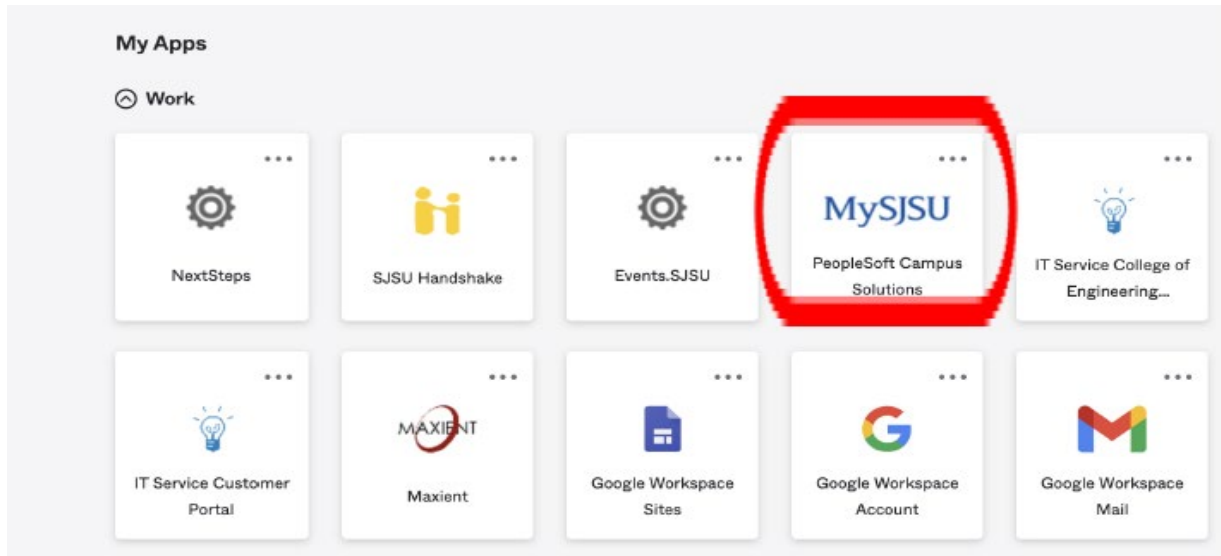 My Apps
Work
NextSteps
SJSU Handshake
Events.SJSU
MySJSU
PeopleSoft Campus
Solutions
IT Service College of
Engineering...
IT Service Customer
Portal
MAXIENT
Maxient
Google Workspace
Sites
G
Google Workspace
Account
M
Google Workspace
Mail